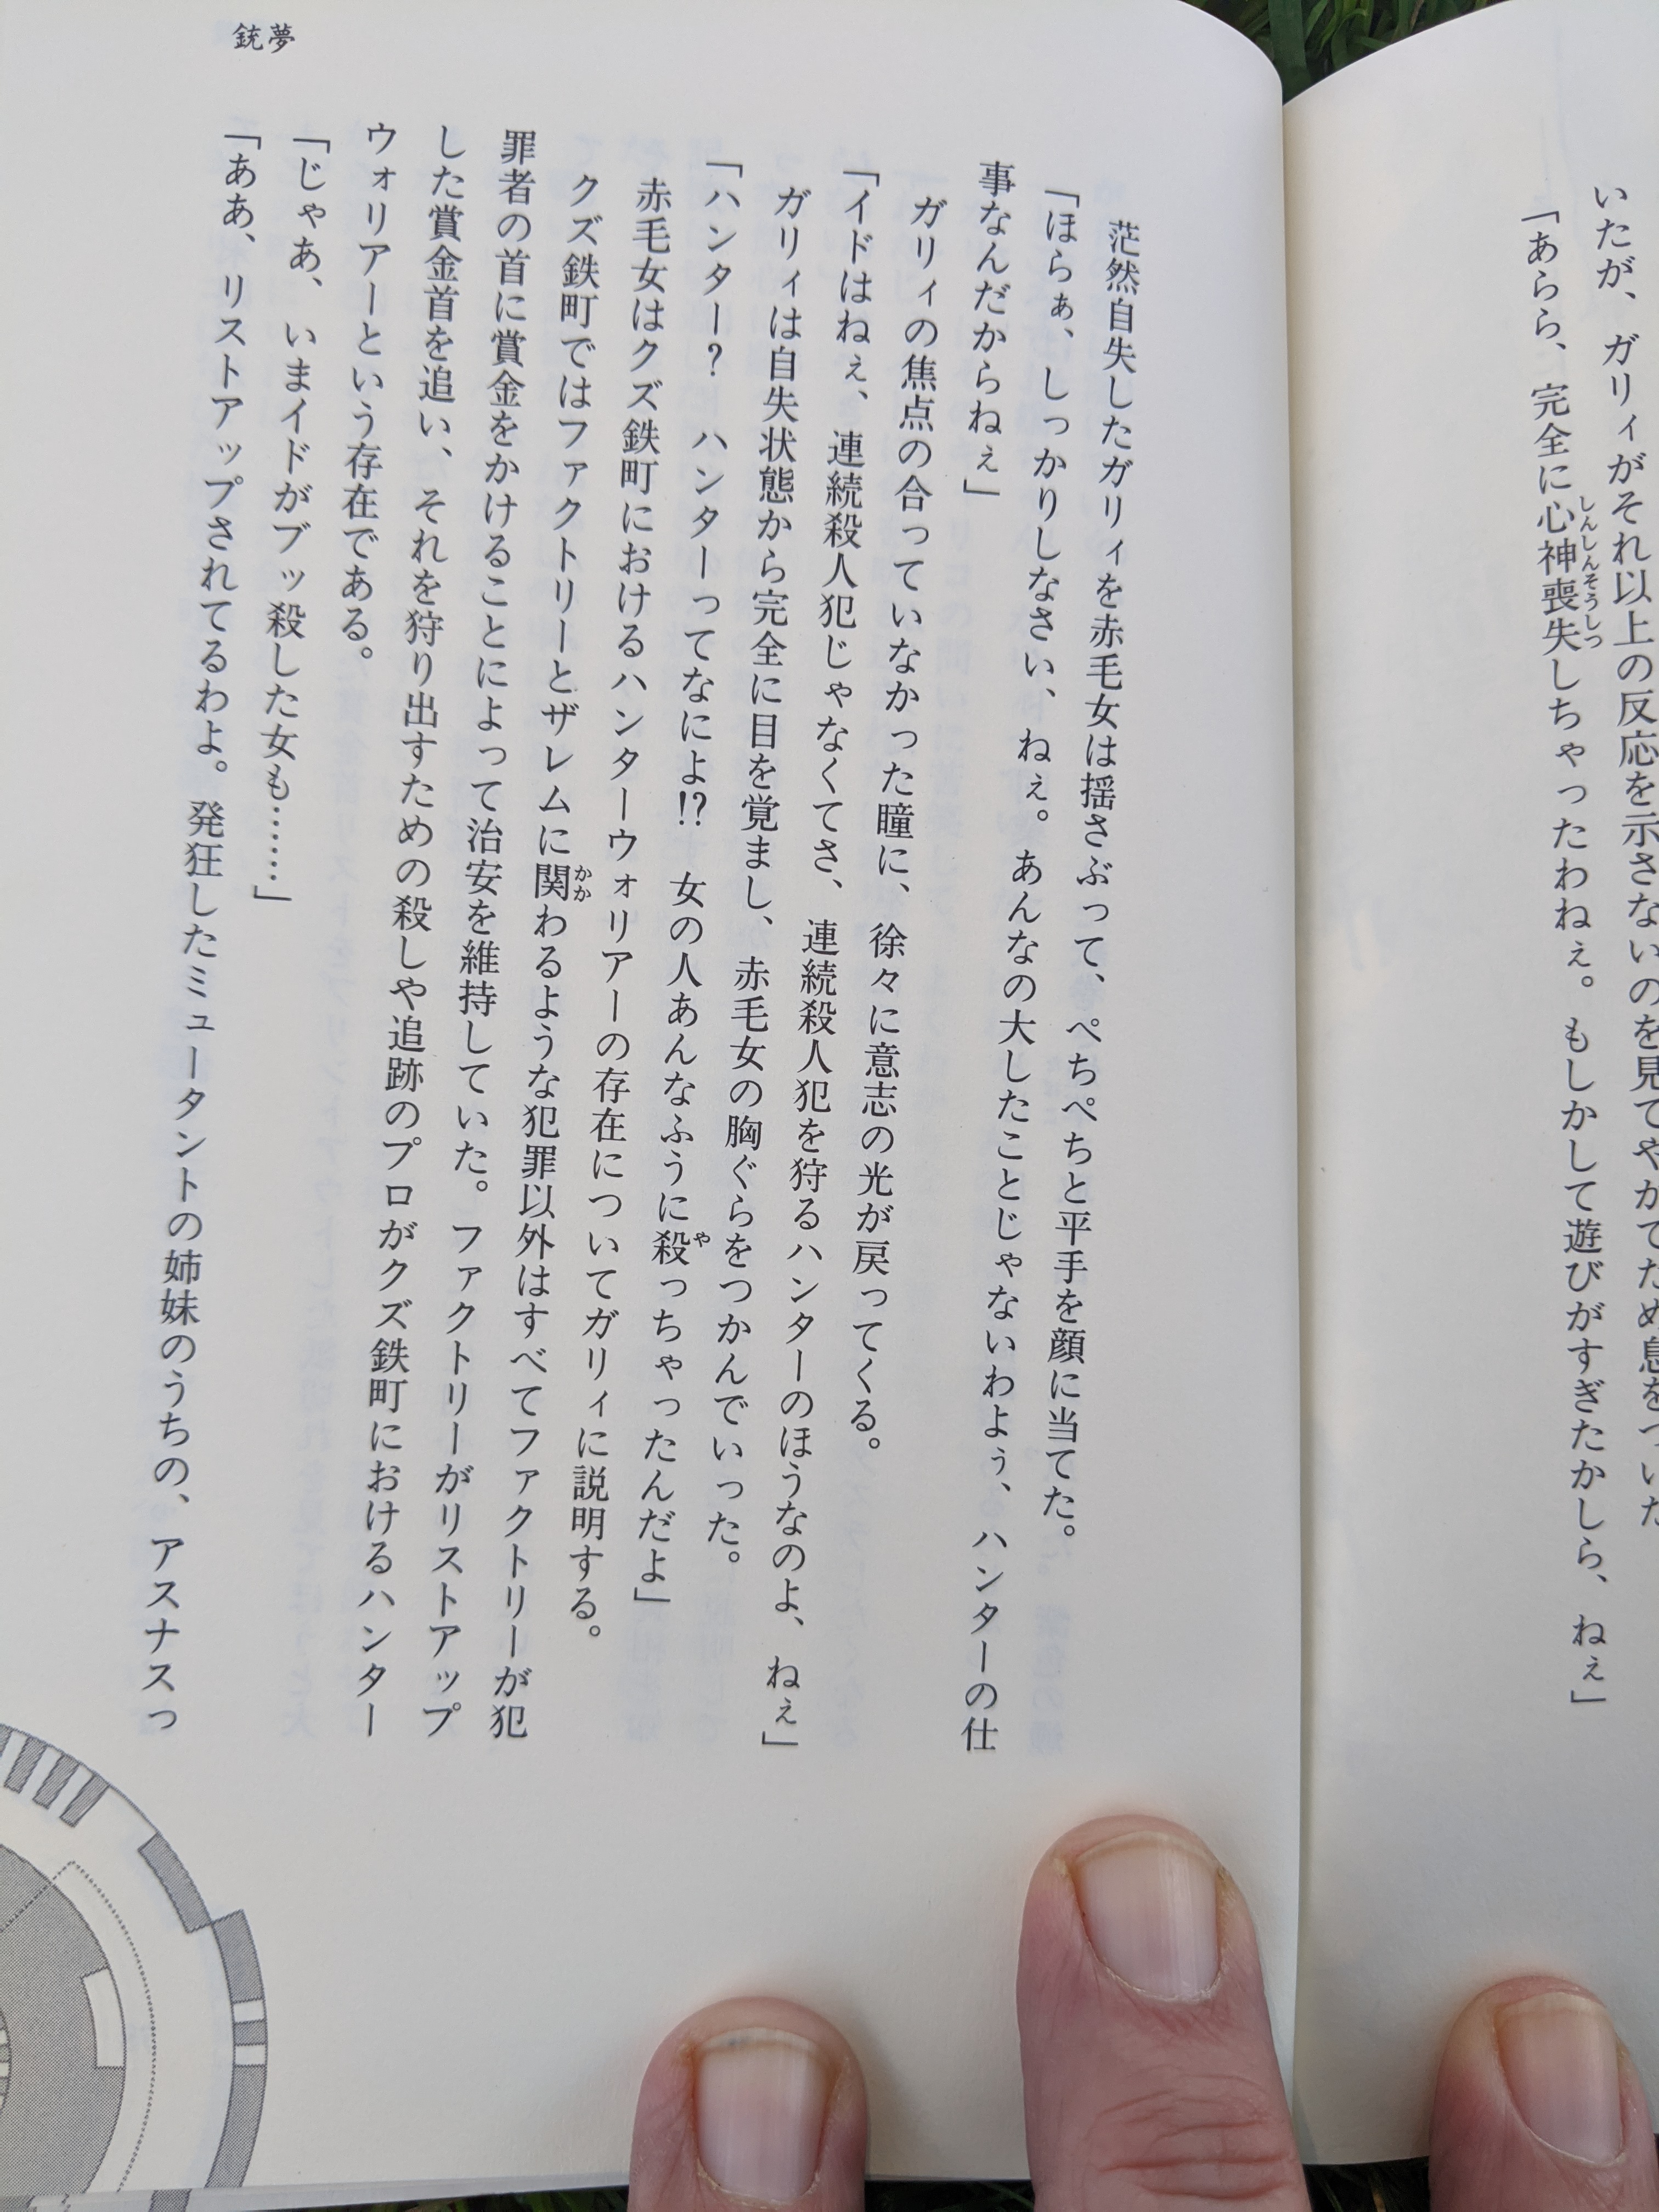 いたが、ガリィがそれ以上の反応を示さないのを見てやがてため息をついた
「あらら、完全に心神喪失しちゃったわねぇ。もしかして遊びがすぎたかしら、ねぇ」
しんしんそうしつ
茫然自失したガリィを赤毛女は揺さぶって、ぺちぺちと平手を顔に当てた。
「ほらぁ、しっかりしなさい、ねぇ。あんなの大したことじゃないわよぅ、ハンターの仕
事なんだからねぇ」
ガリィの焦点の合っていなかった瞳に、徐々に意志の光が戻ってくる。
「イドはねぇ、連続殺人犯じゃなくてさ、連続殺人犯を狩るハンターのほうなのよ、ねぇ」
ガリィは自失状態から完全に目を覚まし、赤毛女の胸ぐらをつかんでいった。
「ハンター？　ハンターってなによ!?　女の人あんなふうに殺っちゃったんだよ」
や
赤毛女はクズ鉄町におけるハンターウォリアーの存在についてガリィに説明する。
クズ鉄町ではファクトリーとザレムに関わるような犯罪以外はすべてファクトリーが犯
かか
罪者の首に賞金をかけることによって治安を維持していた。ファクトリーがリストアップ
した賞金首を追い、それを狩り出すための殺しや追跡のプロがクズ鉄町におけるハンター
ウォリアーという存在である。
「じゃあ、いまイドがブッ殺した女も……」
「ああ、リストアップされてるわよ。発狂したミュータントの姉妹のうちの、アスナスっ
銃夢